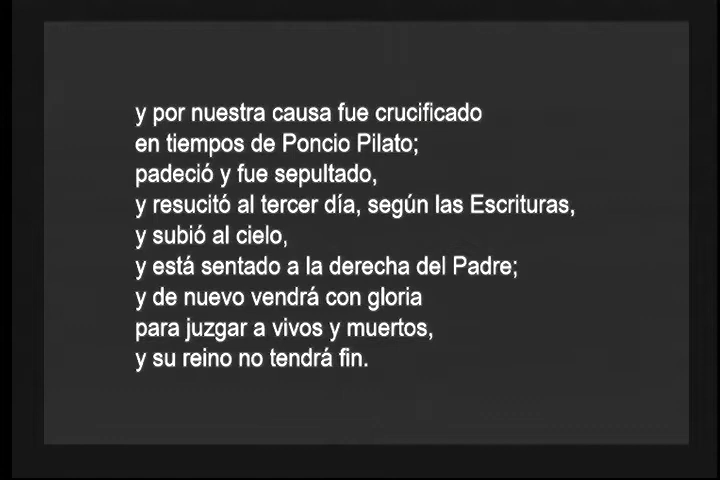 y por nuestra causa fue crucificado
en tiempos de Poncio Pilato;
padeció y fue sepultado,
y resucitó al tercer día, según las Escrituras,
y subió al cielo,
y está sentado a la derecha del Padre;
y de nuevo vendrá con gloria
para juzgar a vivos y muertos,
y su reino no tendrá fin.